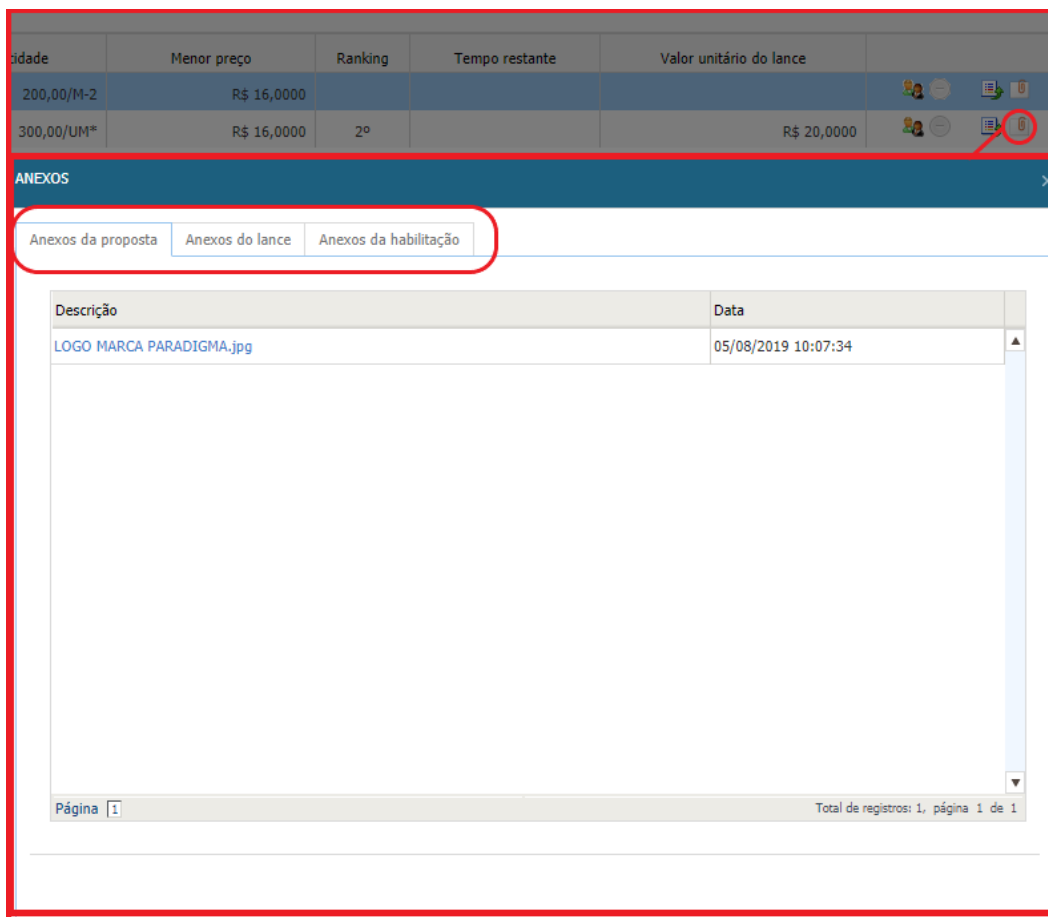 tidade Menor preço Ranking Tempo restante Valor unitário do lance
200,00/M-2 R$ 16,0000
300,00/UM* R$ 16,0000 2º R$ 20,0000
ANEXOS
Anexos da proposta Anexos do lance Anexos da habilitação
Descrição Data
LOGO MARCA PARADIGMA.jpg 05/08/2019 10:07:34
Página 1 Total de registros: 1, página 1 de 1